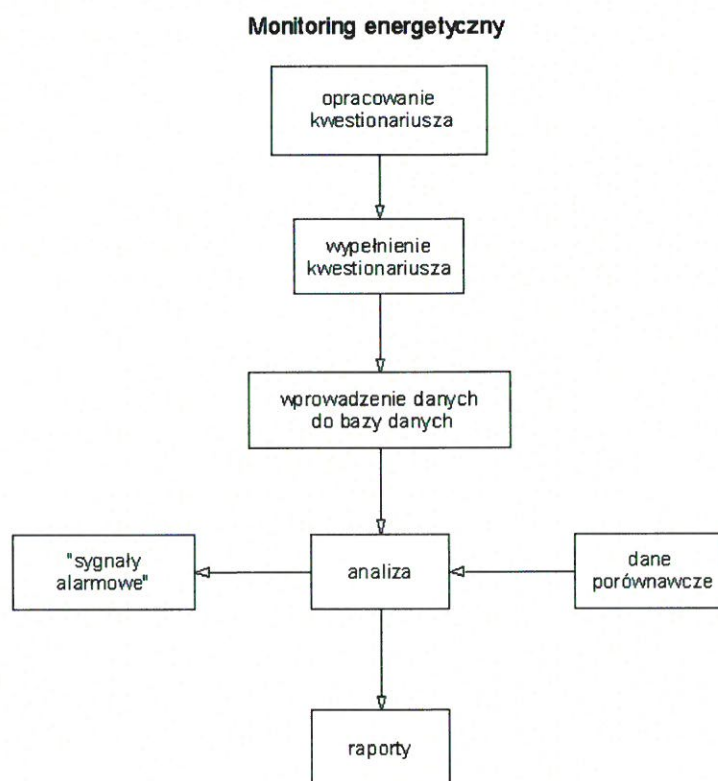 Monitoring energetyczny
opracowanie
kwestionariusza
wypełnienie
kwestionariusza
wprowadzenie danych
do bazy danych
"sygnały
alarmowe"
analiza
dane
porównawcze
raporty